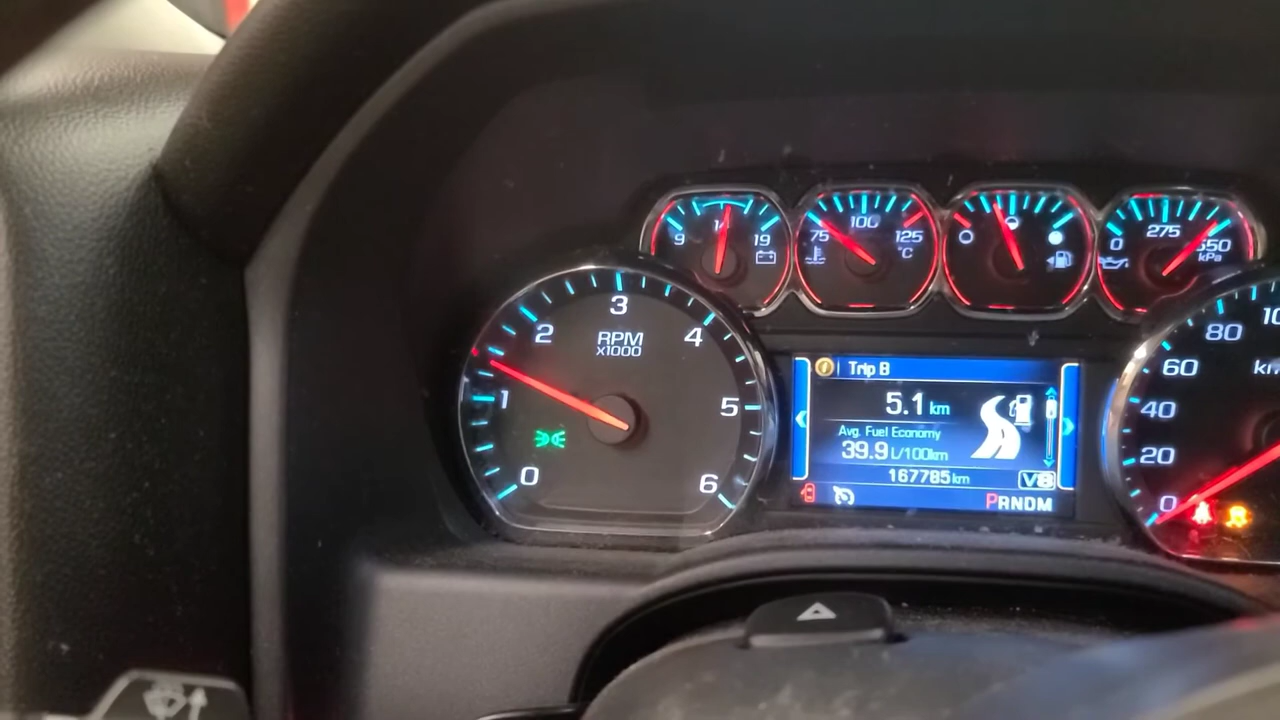 9 14 19
75 100 125
°C
0 275 550
kPa
0 1 2 3 4 5 6
RPM
x1000
Trip B
5.1 km
Avg. Fuel Economy
39.9 L/100km
167785 km
V8
PRNDM
0 20 40 60 80